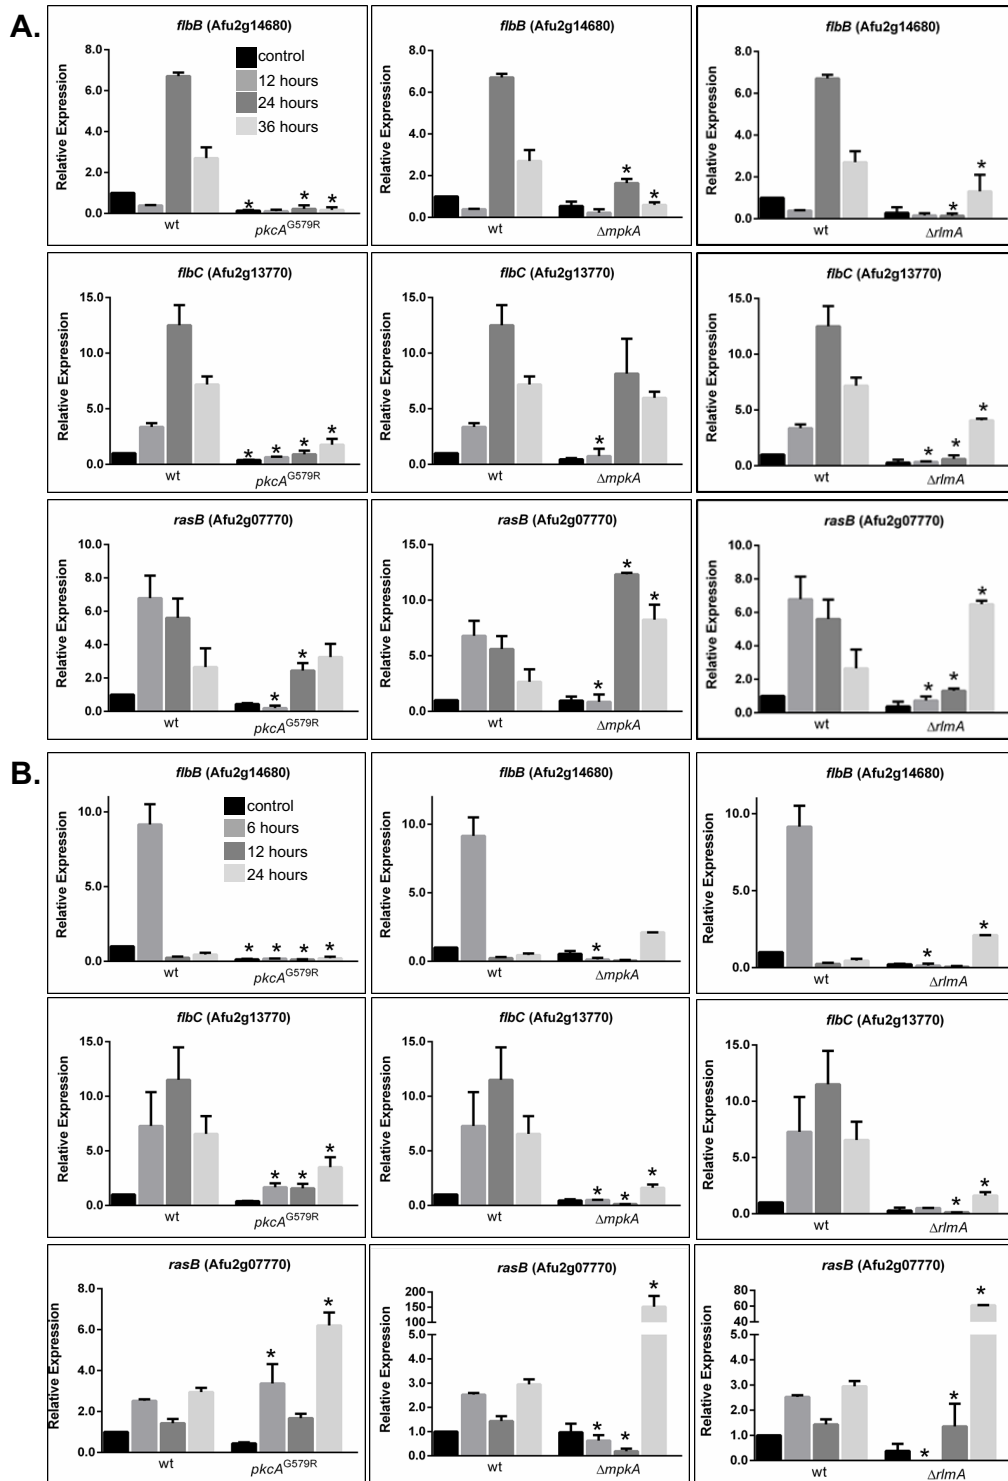 A.
flbB (Afu2g14680)
Relative Expression
8.0
6.0
4.0
2.0
0.0
control
12 hours
24 hours
36 hours
* * *
wt
pkcA^G579R
flbB (Afu2g14680)
Relative Expression
8.0
6.0
4.0
2.0
0.0
* *
wt
ΔmpkA
flbB (Afu2g14680)
Relative Expression
8.0
6.0
4.0
2.0
0.0
* *
wt
ΔrlmA
flbC (Afu2g13770)
Relative Expression
15.0
10.0
5.0
0.0
* * * *
wt
pkcA^G579R
flbC (Afu2g13770)
Relative Expression
15.0
10.0
5.0
0.0
*
wt
ΔmpkA
flbC (Afu2g13770)
Relative Expression
15.0
10.0
5.0
0.0
* * *
wt
ΔrlmA
rasB (Afu2g07770)
Relative Expression
10.0
8.0
6.0
4.0
2.0
0.0
* *
wt
pkcA^G579R
rasB (Afu2g07770)
Relative Expression
15.0
10.0
5.0
0.0
* * *
wt
ΔmpkA
rasB (Afu2g07770)
Relative Expression
10.0
8.0
6.0
4.0
2.0
0.0
* * *
wt
ΔrlmA
B.
flbB (Afu2g14680)
Relative Expression
10.0
5.0
0.0
control
6 hours
12 hours
24 hours
* * * *
wt
pkcA^G579R
flbB (Afu2g14680)
Relative Expression
10.0
5.0
0.0
*
wt
ΔmpkA
flbB (Afu2g14680)
Relative Expression
10.0
5.0
0.0
* *
wt
ΔrlmA
flbC (Afu2g13770)
Relative Expression
15.0
10.0
5.0
0.0
* * *
wt
pkcA^G579R
flbC (Afu2g13770)
Relative Expression
15.0
10.0
5.0
0.0
* * *
wt
ΔmpkA
flbC (Afu2g13770)
Relative Expression
15.0
10.0
5.0
0.0
* *
wt
ΔrlmA
rasB (Afu2g07770)
Relative Expression
8.0
6.0
4.0
2.0
0.0
* *
wt
pkcA^G579R
rasB (Afu2g07770)
Relative Expression
200
150
100
5.0
4.0
3.0
2.0
1.0
0.0
* * *
wt
ΔmpkA
rasB (Afu2g07770)
Relative Expression
80
60
40
5.0
4.0
3.0
2.0
1.0
0.0
* * *
wt
ΔrlmA